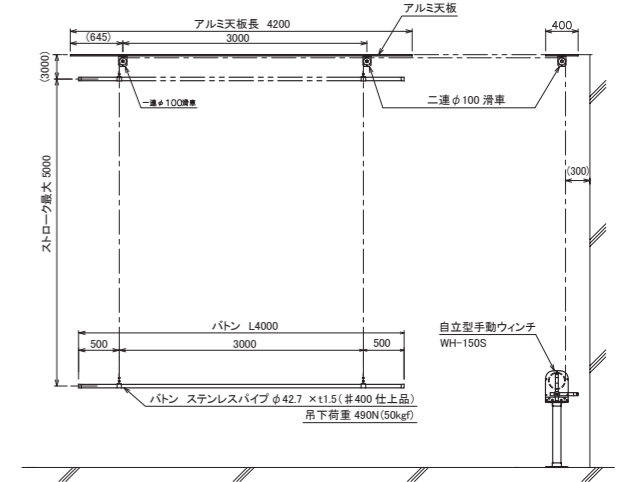 アルミ天板長 4200
アルミ天板
(645)
3000
400
(3000)
一連φ100滑車
二連φ100 滑車
(300)
ストローク最大 5000
バトン L4000
500
3000
500
自立型手動ウィンチ
WH-150S
バトン ステンレスパイプφ42.7 ×t1.5(♯400 仕上品)
吊下荷重 490N(50kgf)